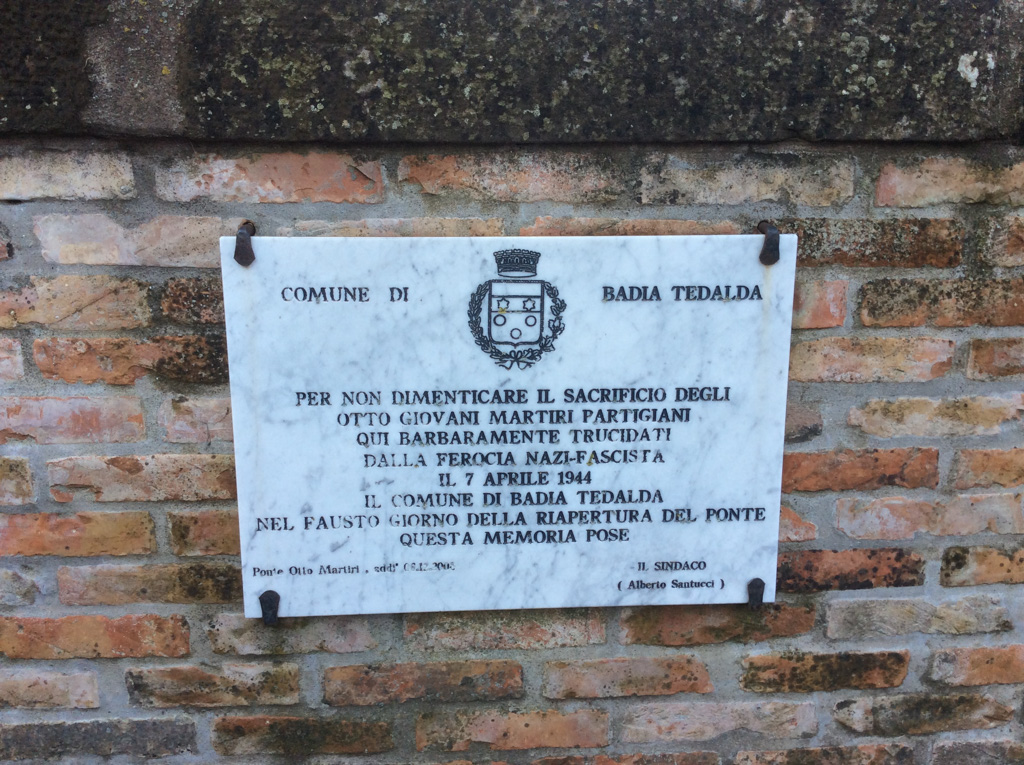 COMUNE DI BADIA TEDALDA
PER NON DIMENTICARE IL SACRIFICIO DEGLI
OTTO GIOVANI MARTIRI PARTIGIANI
QUI BARBARAMENTE TRUCIDATI
DALLA FEROCIA NAZI-FASCISTA
IL 7 APRILE 1944
IL COMUNE DI BADIA TEDALDA
NEL FAUSTO GIORNO DELLA RIAPERTURA DEL PONTE
QUESTA MEMORIA POSE
Ponte Otto Martiri , addi'
IL SINDACO
( Alberto Santucci )